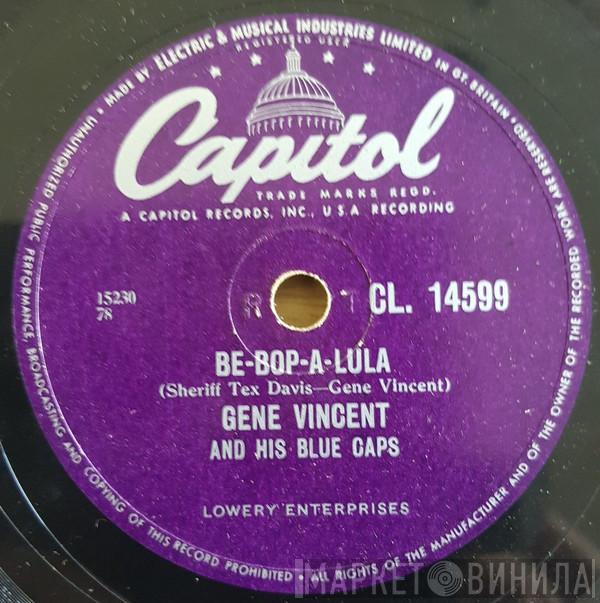 MADE BY ELECTRIC & MUSICAL INDUSTRIES LIMITED IN GT. BRITAIN · ALL RIGHTS OF THE MANUFACTURER AND OF THE OWNER OF THE RECORDED WORK ARE RESERVED · UNAUTHORIZED PUBLIC PERFORMANCE, BROADCASTING AND COPYING OF THIS RECORD PROHIBITED ·
REGISTERED USER
Capitol
TRADE MARKS REGD.
A CAPITOL RECORDS, INC., U.S.A RECORDING
15230
78
R T
CL. 14599
BE-BOP-A-LULA
(Sheriff Tex Davis—Gene Vincent)
GENE VINCENT
AND HIS BLUE CAPS
LOWERY ENTERPRISES
МАРКЕТ ВИНИЛА